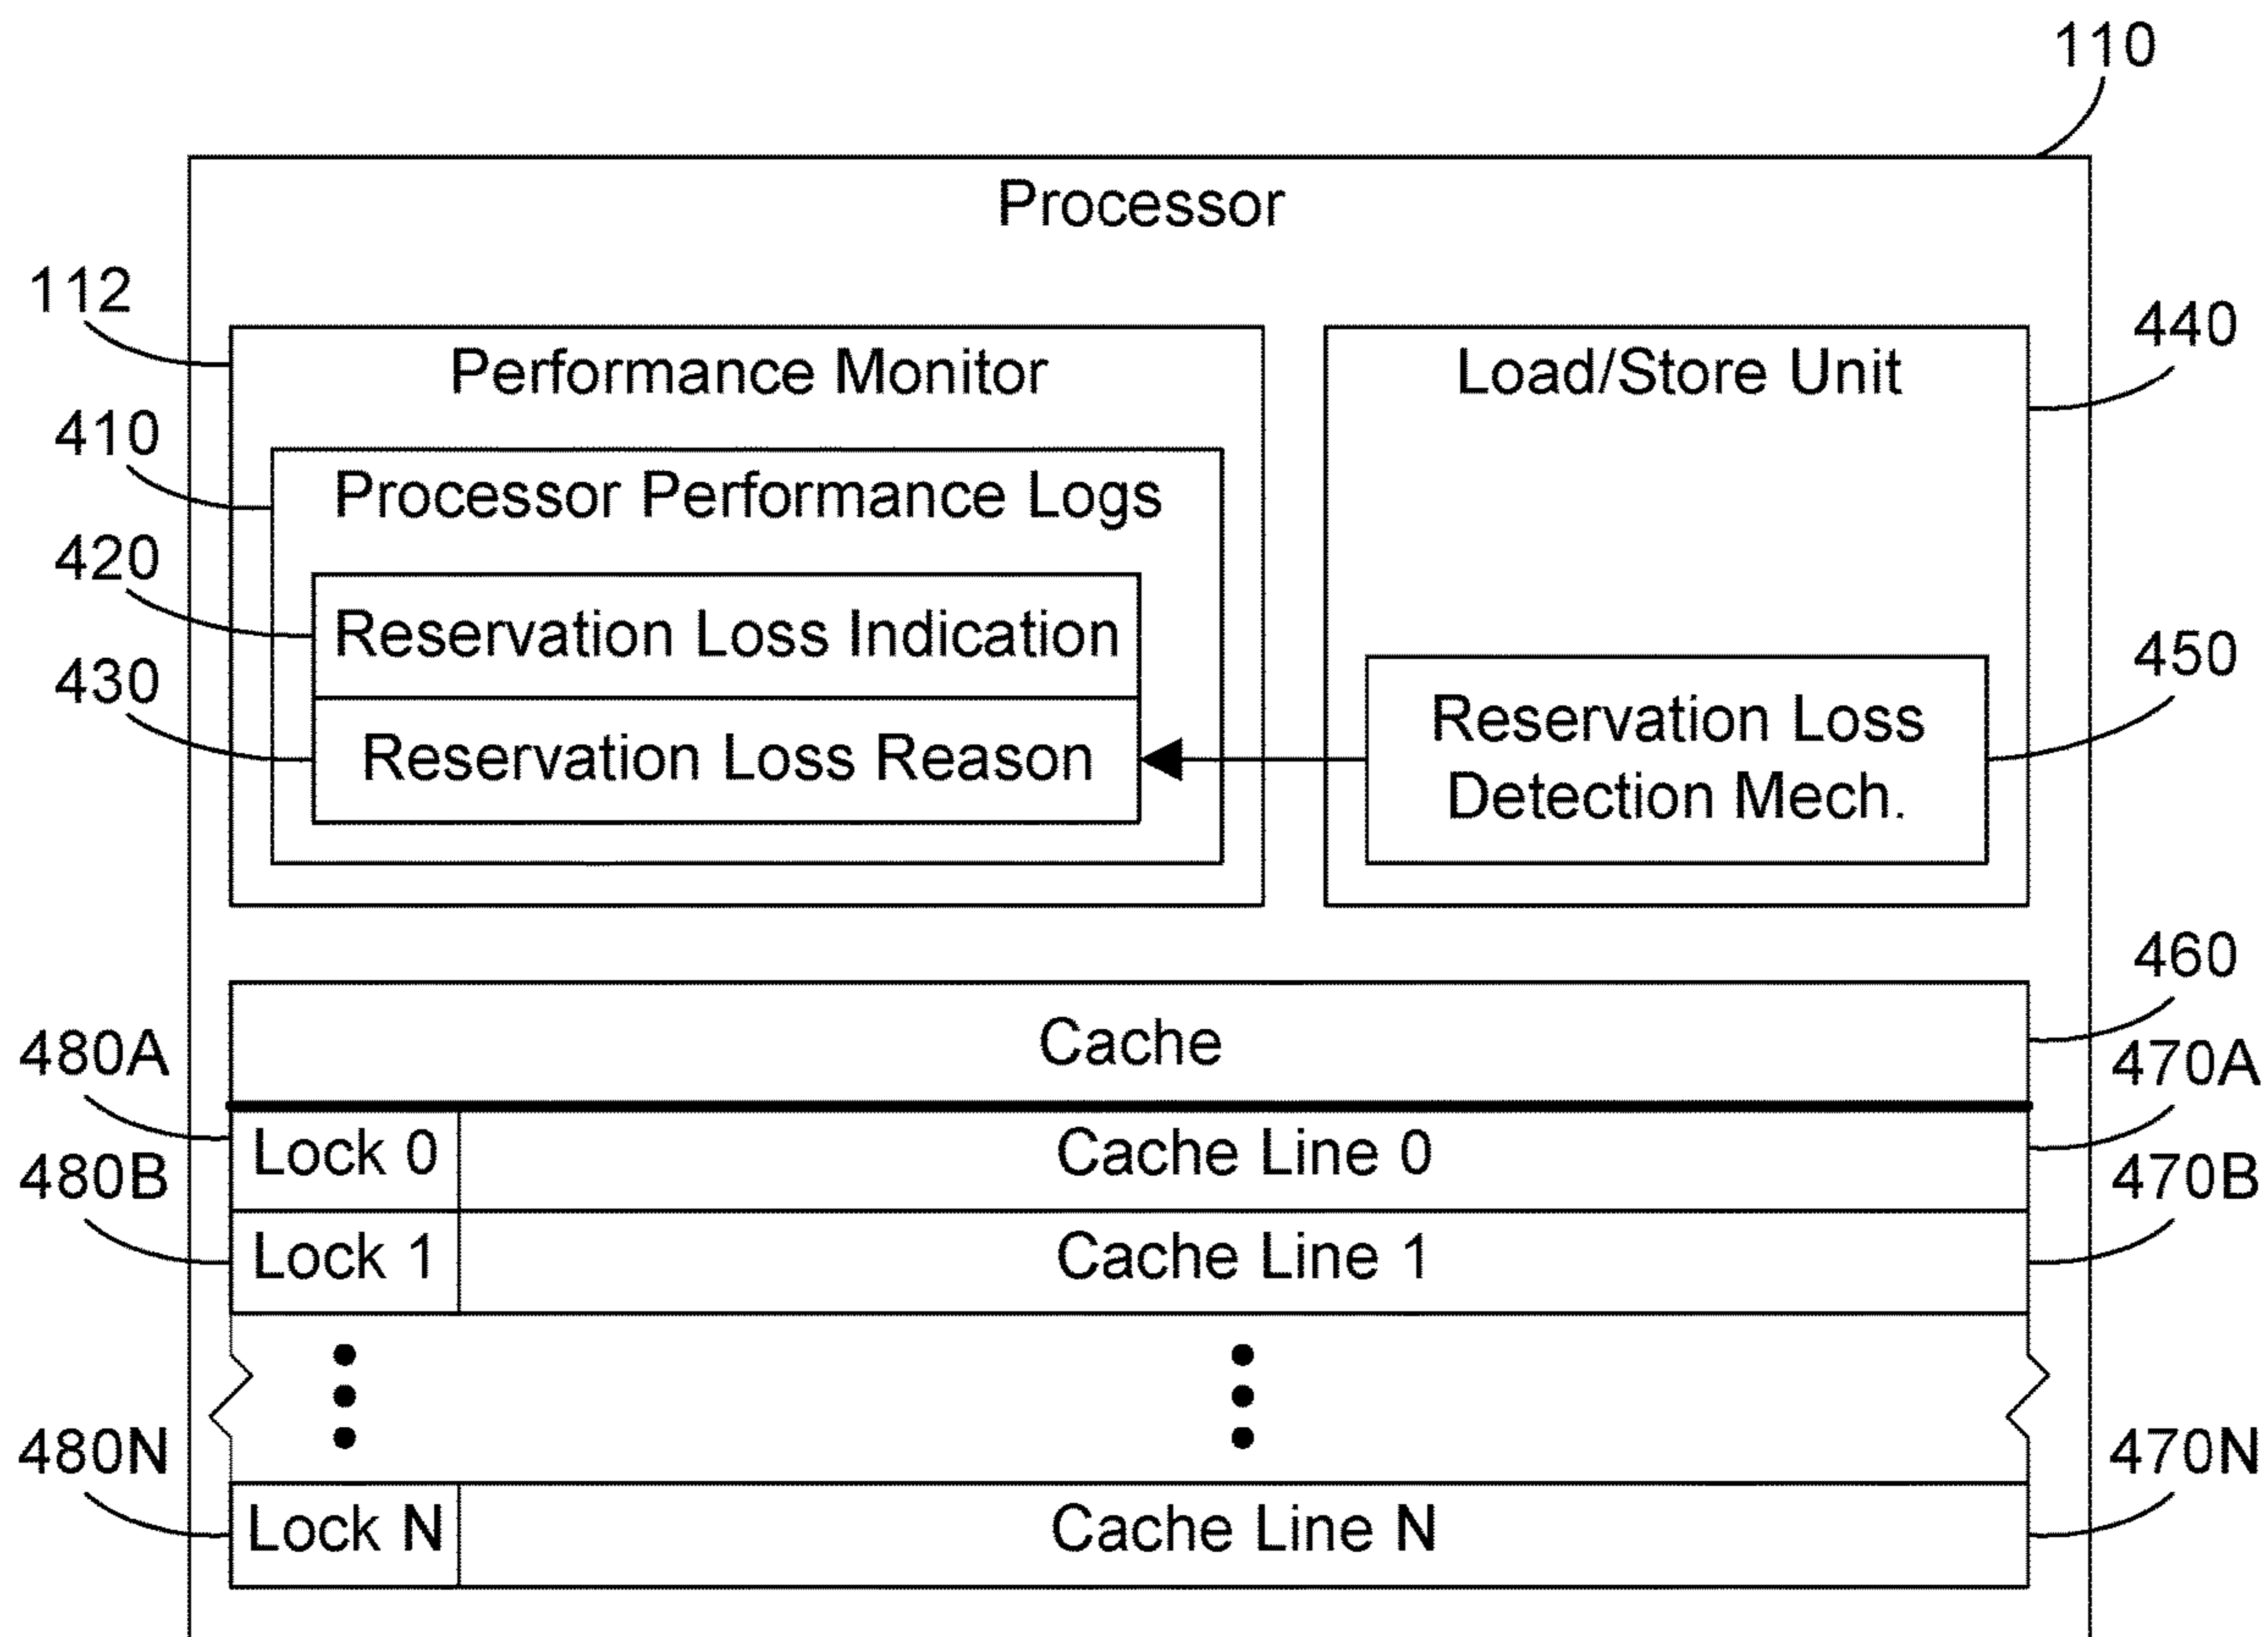 110
Processor
112
Performance Monitor
Load/Store Unit
440
410
Processor Performance Logs
420
Reservation Loss Indication
430
Reservation Loss Reason
Reservation Loss
Detection Mech.
450
460
Cache
480A
470A
Lock 0
Cache Line 0
480B
470B
Lock 1
Cache Line 1
480N
470N
Lock N
Cache Line N